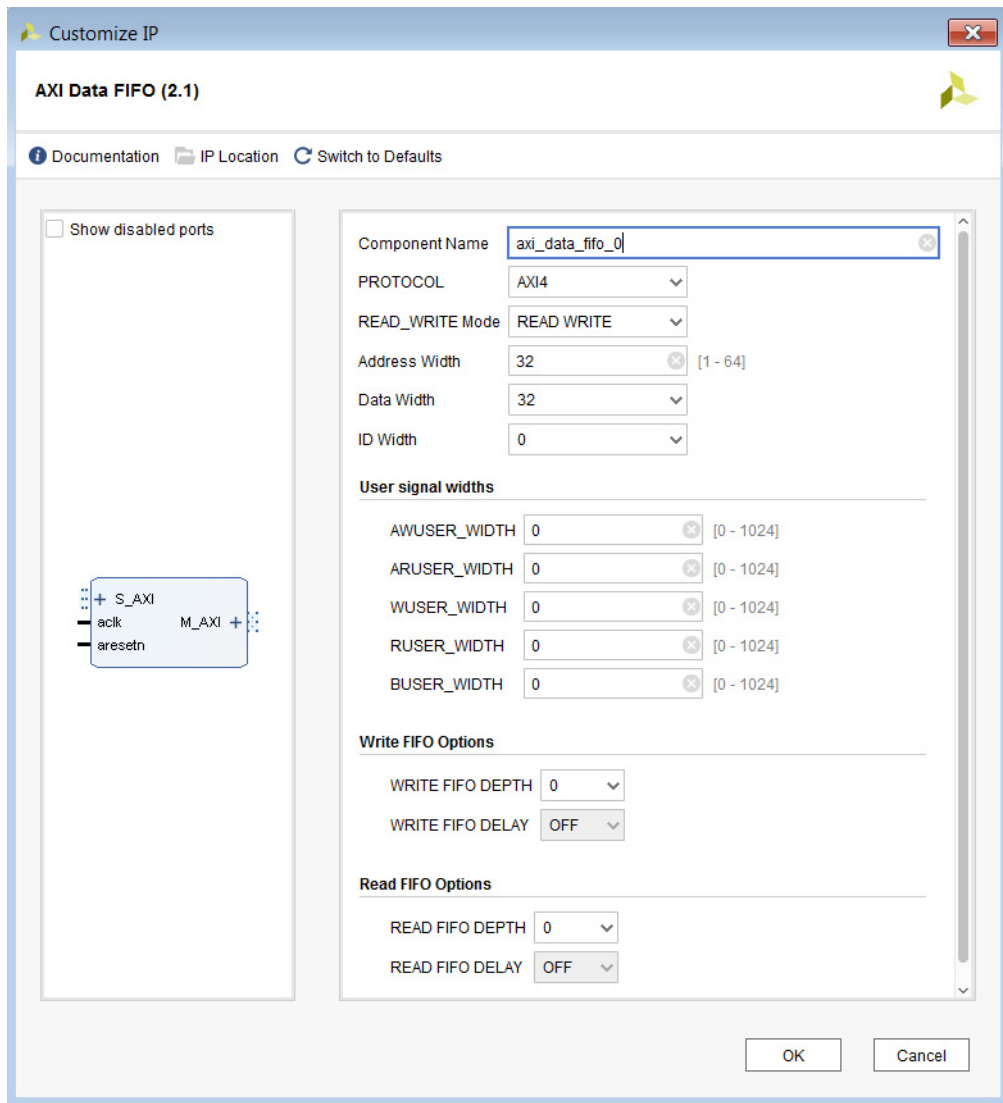 Customize IP
AXI Data FIFO (2.1)
Documentation IP Location Switch to Defaults
Show disabled ports
S_AXI
aclk M_AXI
aresetn
Component Name axi_data_fifo_0
PROTOCOL AXI4
READ_WRITE Mode READ WRITE
Address Width 32 [1 - 64]
Data Width 32
ID Width 0
User signal widths
AWUSER_WIDTH 0 [0 - 1024]
ARUSER_WIDTH 0 [0 - 1024]
WUSER_WIDTH 0 [0 - 1024]
RUSER_WIDTH 0 [0 - 1024]
BUSER_WIDTH 0 [0 - 1024]
Write FIFO Options
WRITE FIFO DEPTH 0
WRITE FIFO DELAY OFF
Read FIFO Options
READ FIFO DEPTH 0
READ FIFO DELAY OFF
OK Cancel